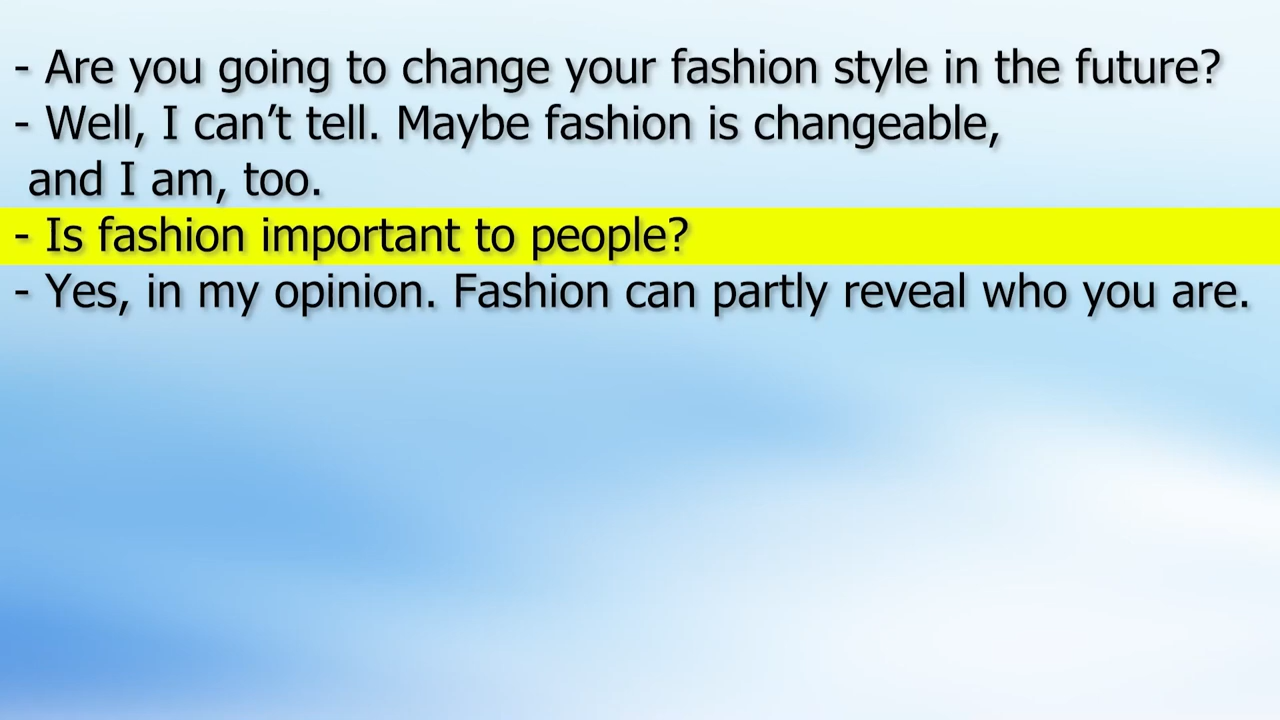 - Are you going to change your fashion style in the future?
- Well, I can’t tell. Maybe fashion is changeable,
and I am, too.
- Is fashion important to people?
- Yes, in my opinion. Fashion can partly reveal who you are.